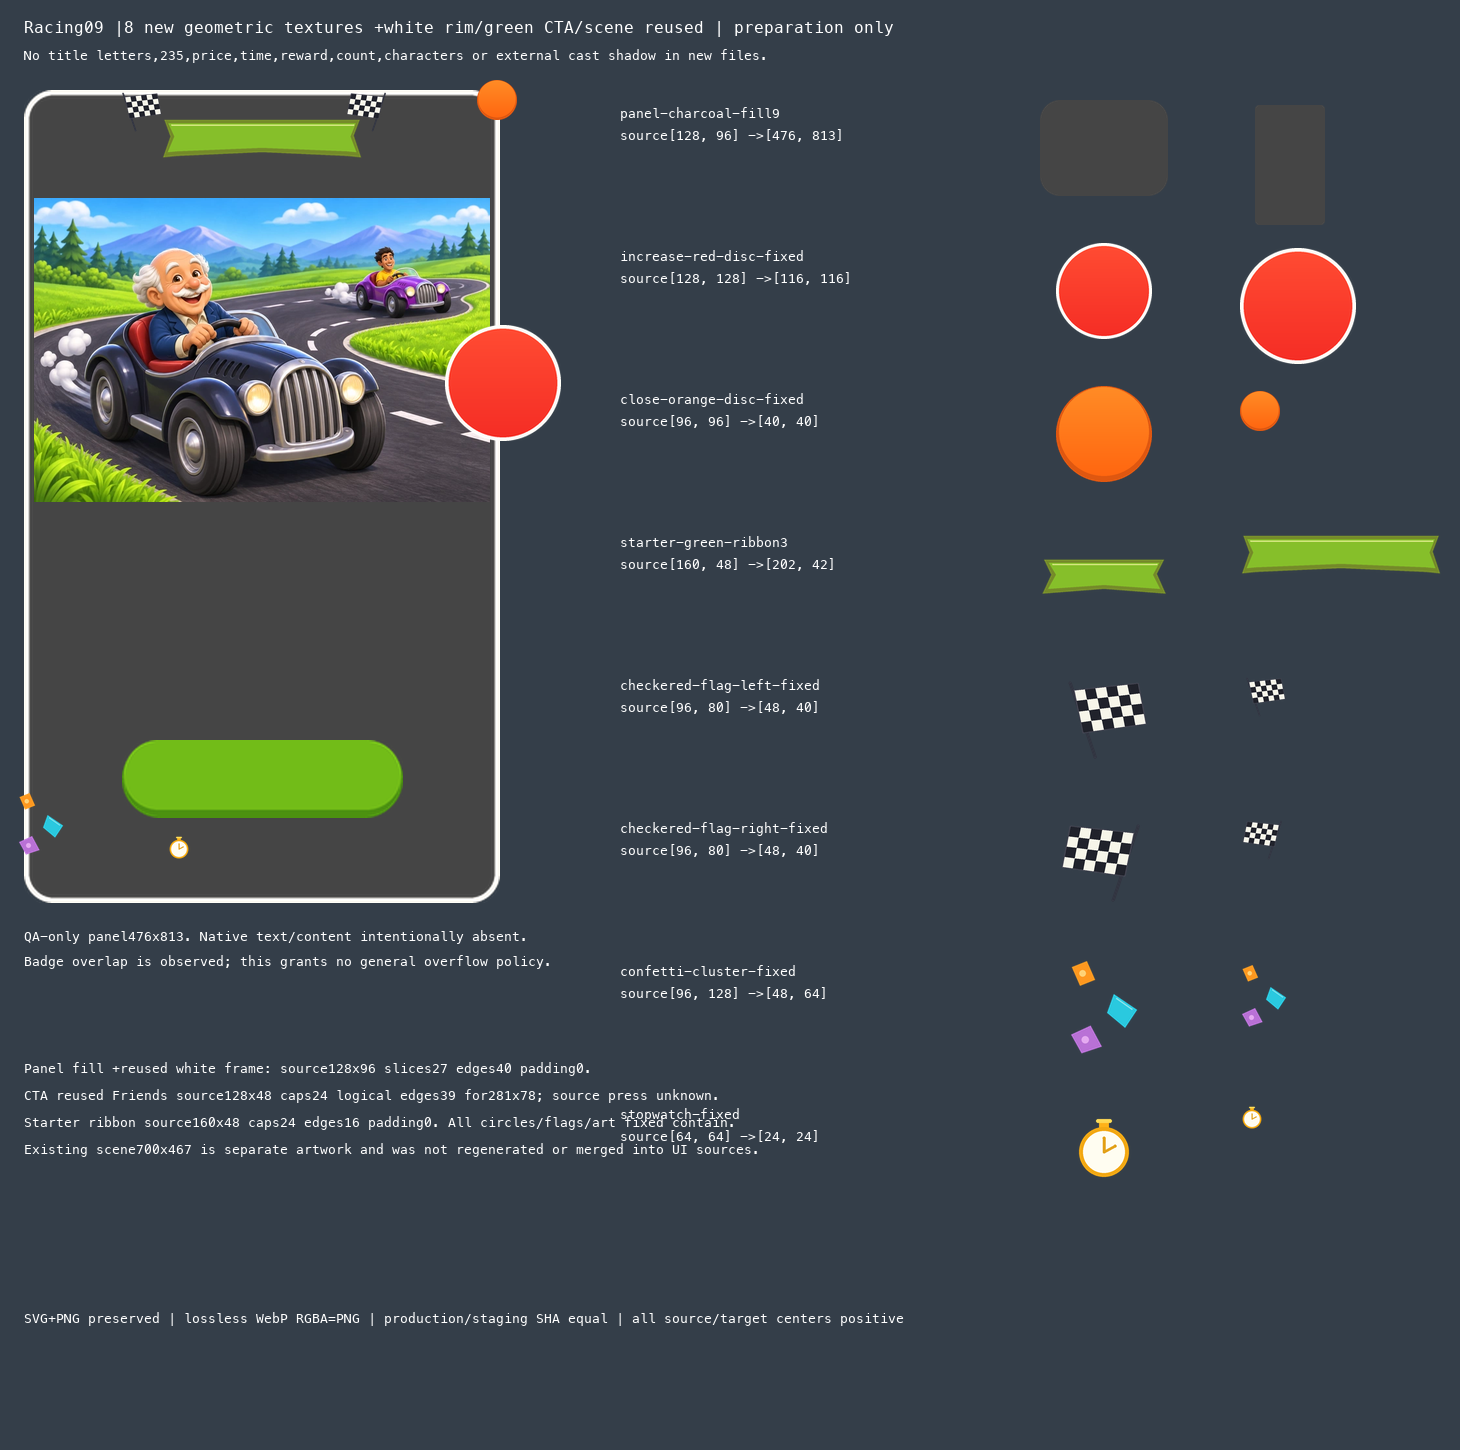 Racing09 |8 new geometric textures +white rim/green CTA/scene reused | preparation only
No title letters,235,price,time,reward,count,characters or external cast shadow in new files.
panel-charcoal-fill9
source[128, 96] ->[476, 813]
increase-red-disc-fixed
source[128, 128] ->[116, 116]
close-orange-disc-fixed
source[96, 96] ->[40, 40]
starter-green-ribbon3
source[160, 48] ->[202, 42]
checkered-flag-left-fixed
source[96, 80] ->[48, 40]
checkered-flag-right-fixed
source[96, 80] ->[48, 40]
QA-only panel476x813. Native text/content intentionally absent.
Badge overlap is observed; this grants no general overflow policy.
confetti-cluster-fixed
source[96, 128] ->[48, 64]
Panel fill +reused white frame: source128x96 slices27 edges40 padding0.
CTA reused Friends source128x48 caps24 logical edges39 for281x78; source press unknown.
stopwatch-fixed
Starter ribbon source160x48 caps24 edges16 padding0. All circles/flags/art fixed contain.
source[64, 64] ->[24, 24]
Existing scene700x467 is separate artwork and was not regenerated or merged into UI sources.
SVG+PNG preserved | lossless WebP RGBA=PNG | production/staging SHA equal | all source/target centers positive